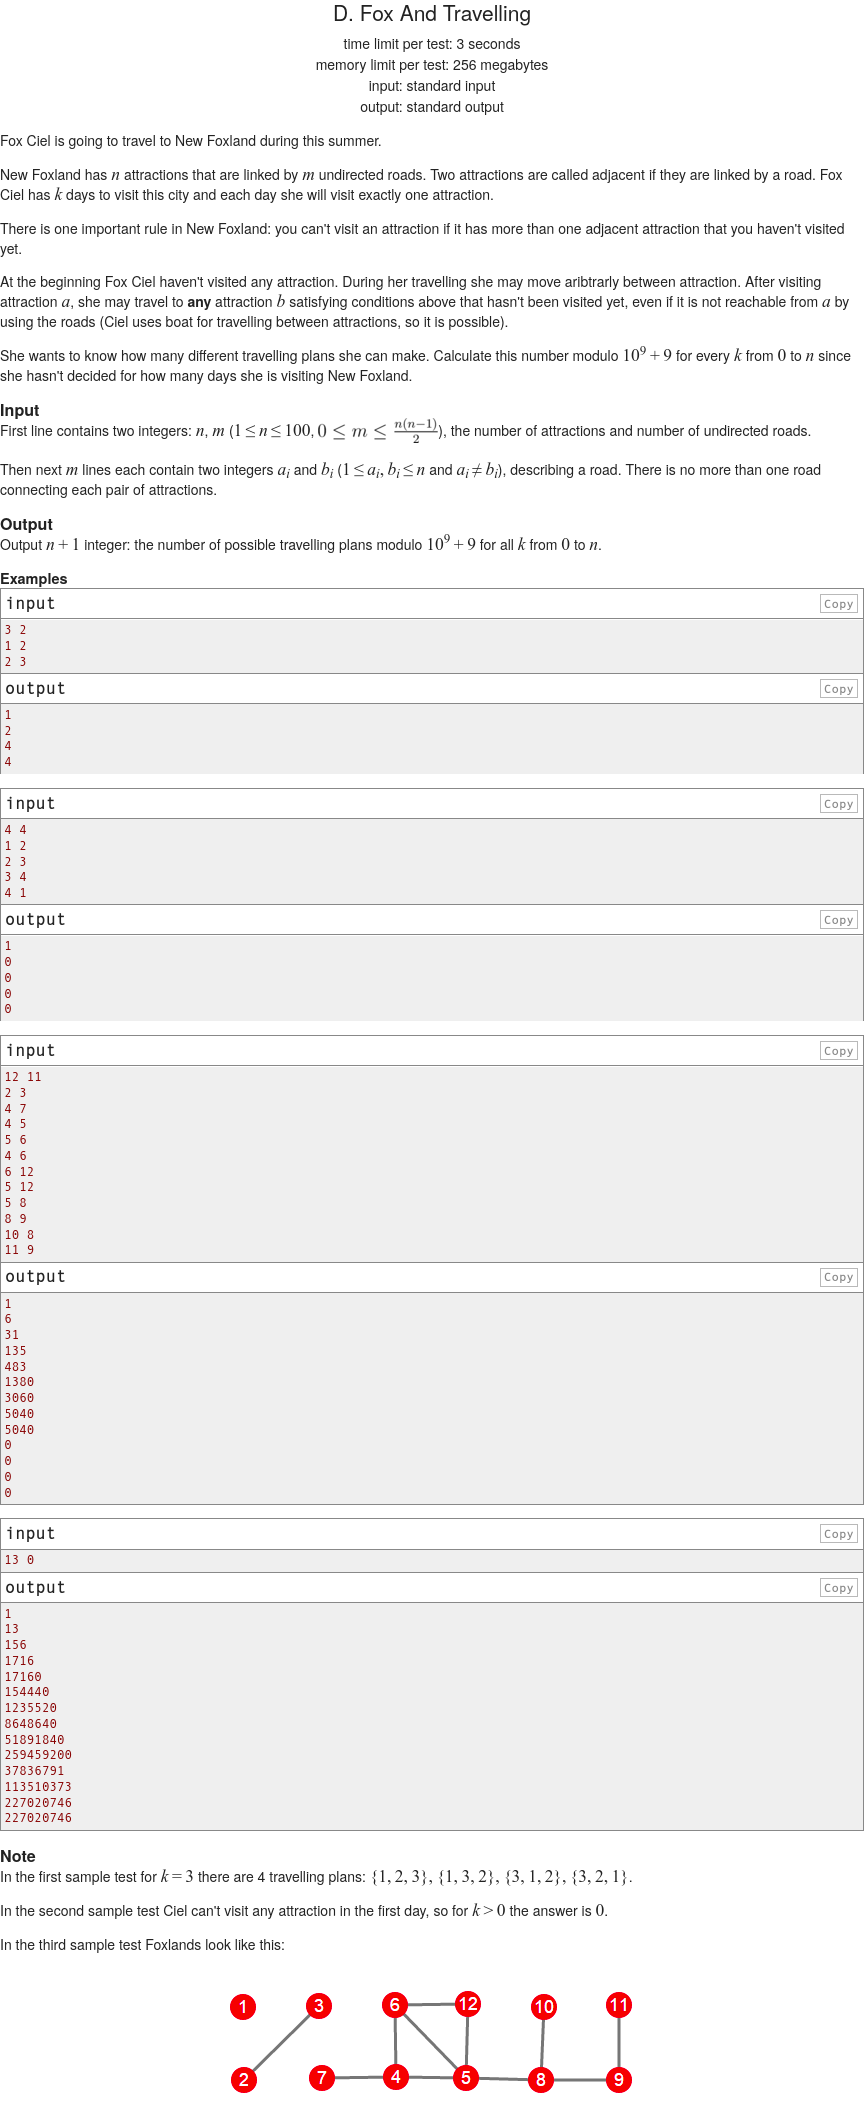 D. Fox And Travelling
time limit per test: 3 seconds
memory limit per test: 256 megabytes
input: standard input
output: standard output
Fox Ciel is going to travel to New Foxland during this summer.
New Foxland has n attractions that are linked by m undirected roads. Two attractions are called adjacent if they are linked by a road. Fox
Ciel has k days to visit this city and each day she will visit exactly one attraction.
There is one important rule in New Foxland: you can't visit an attraction if it has more than one adjacent attraction that you haven't visited
yet.
At the beginning Fox Ciel haven't visited any attraction. During her travelling she may move aribtrarly between attraction. After visiting
attraction a, she may travel to any attraction b satisfying conditions above that hasn't been visited yet, even if it is not reachable from a by
using the roads (Ciel uses boat for travelling between attractions, so it is possible).
She wants to know how many different travelling plans she can make. Calculate this number modulo 10^9 + 9 for every k from 0 to n since
she hasn't decided for how many days she is visiting New Foxland.
Input
First line contains two integers: n, m (1 ≤ n ≤ 100, 0 ≤ m ≤ n(n−1)/2), the number of attractions and number of undirected roads.
Then next m lines each contain two integers a_i and b_i (1 ≤ a_i, b_i ≤ n and a_i ≠ b_i), describing a road. There is no more than one road
connecting each pair of attractions.
Output
Output n + 1 integer: the number of possible travelling plans modulo 10^9 + 9 for all k from 0 to n.
Examples
input Copy
3 2
1 2
2 3
output Copy
1
2
4
4
input Copy
4 4
1 2
2 3
3 4
4 1
output Copy
1
0
0
0
0
input Copy
12 11
2 3
4 7
4 5
5 6
4 6
6 12
5 12
5 8
8 9
10 8
11 9
output Copy
1
6
31
135
483
1380
3060
5040
5040
0
0
0
0
input Copy
13 0
output Copy
1
13
156
1716
17160
154440
1235520
8648640
51891840
259459200
37836791
113510373
227020746
227020746
Note
In the first sample test for k = 3 there are 4 travelling plans: {1, 2, 3}, {1, 3, 2}, {3, 1, 2}, {3, 2, 1}.
In the second sample test Ciel can't visit any attraction in the first day, so for k > 0 the answer is 0.
In the third sample test Foxlands look like this:
1 3 6 12 10 11
2 7 4 5 8 9